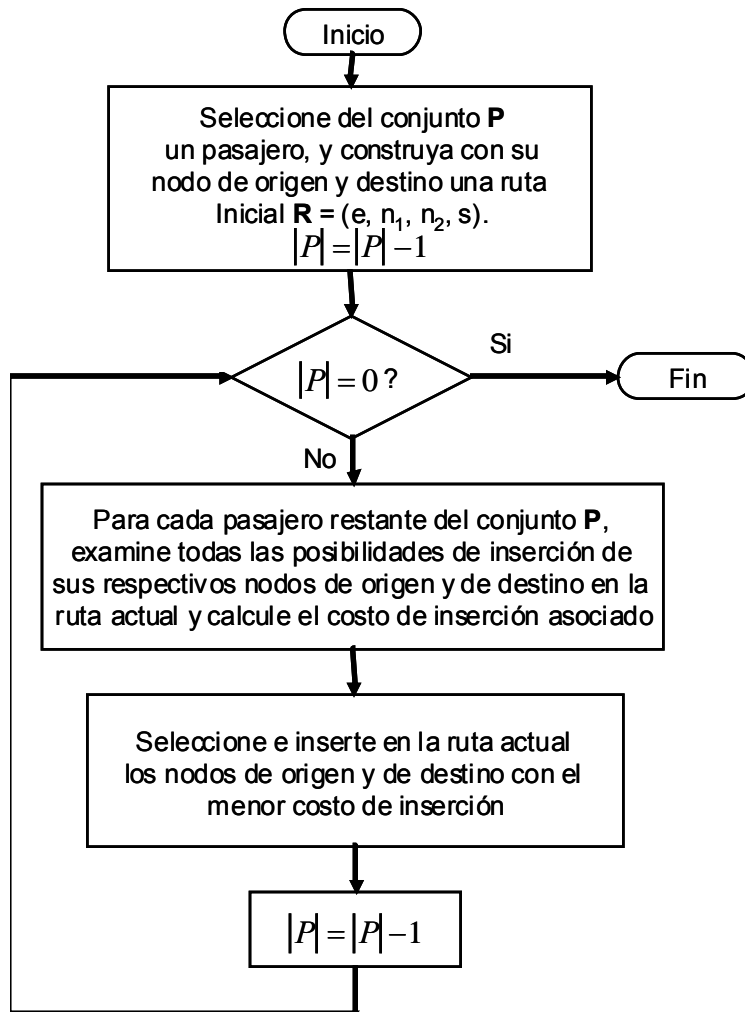 Inicio
Seleccione del conjunto P
un pasajero, y construya con su
nodo de origen y destino una ruta
Inicial R = (e, n₁, n₂, s).
|P| = |P| −1
|P| = 0 ?
Si
Fin
No
Para cada pasajero restante del conjunto P,
examine todas las posibilidades de inserción de
sus respectivos nodos de origen y de destino en la
ruta actual y calcule el costo de inserción asociado
Seleccione e inserte en la ruta actual
los nodos de origen y de destino con el
menor costo de inserción
|P| = |P| −1